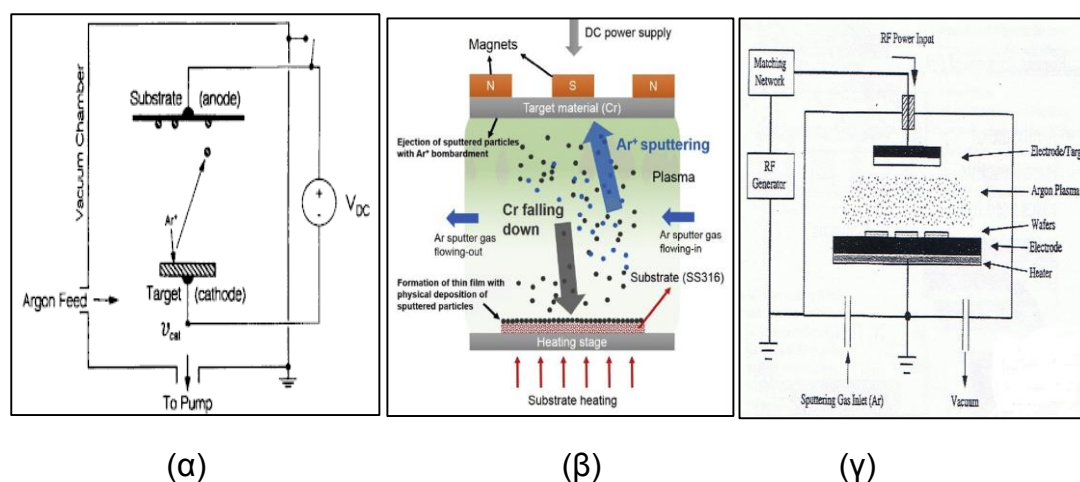 Vacuum Chamber
Substrate (anode)
Ar+
Target (cathode)
Argon Feed
υcat
To Pump
+
-
VDC
DC power supply
Magnets
N
S
N
Target material (Cr)
Ejection of sputtered particles
with Ar⁺ bombardment
Ar⁺ sputtering
Plasma
Cr falling
down
Ar sputter gas
flowing-out
Ar sputter gas
flowing-in
Formation of thin film with
physical deposition of
sputtered particles
Substrate (SS316)
Heating stage
Substrate heating
RF Power Input
Matching
Network
RF
Generator
Electrode/Targ
Argon Plasma
Wafers
Electrode
Heater
Sputtering Gas Inlet (Ar)
Vacuum
(α)
(β)
(γ)